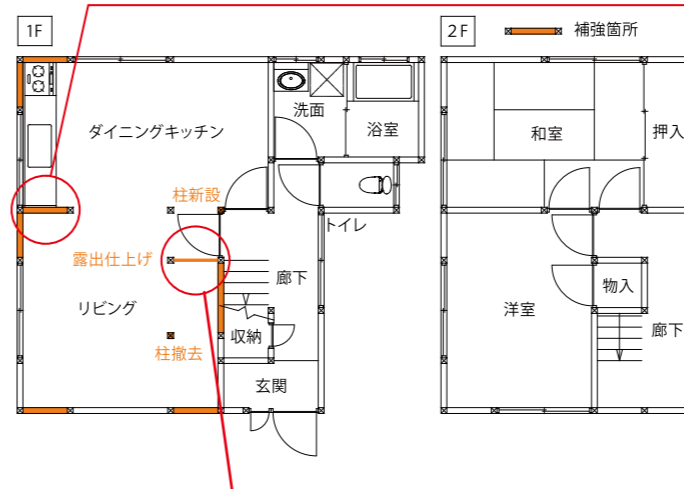 1F
2F
補強箇所
洗面
ダイニングキッチン
浴室
和室
押入
柱新設
トイレ
露出仕上げ
廊下
リビング
物入
洋室
収納
廊下
柱撤去
玄関